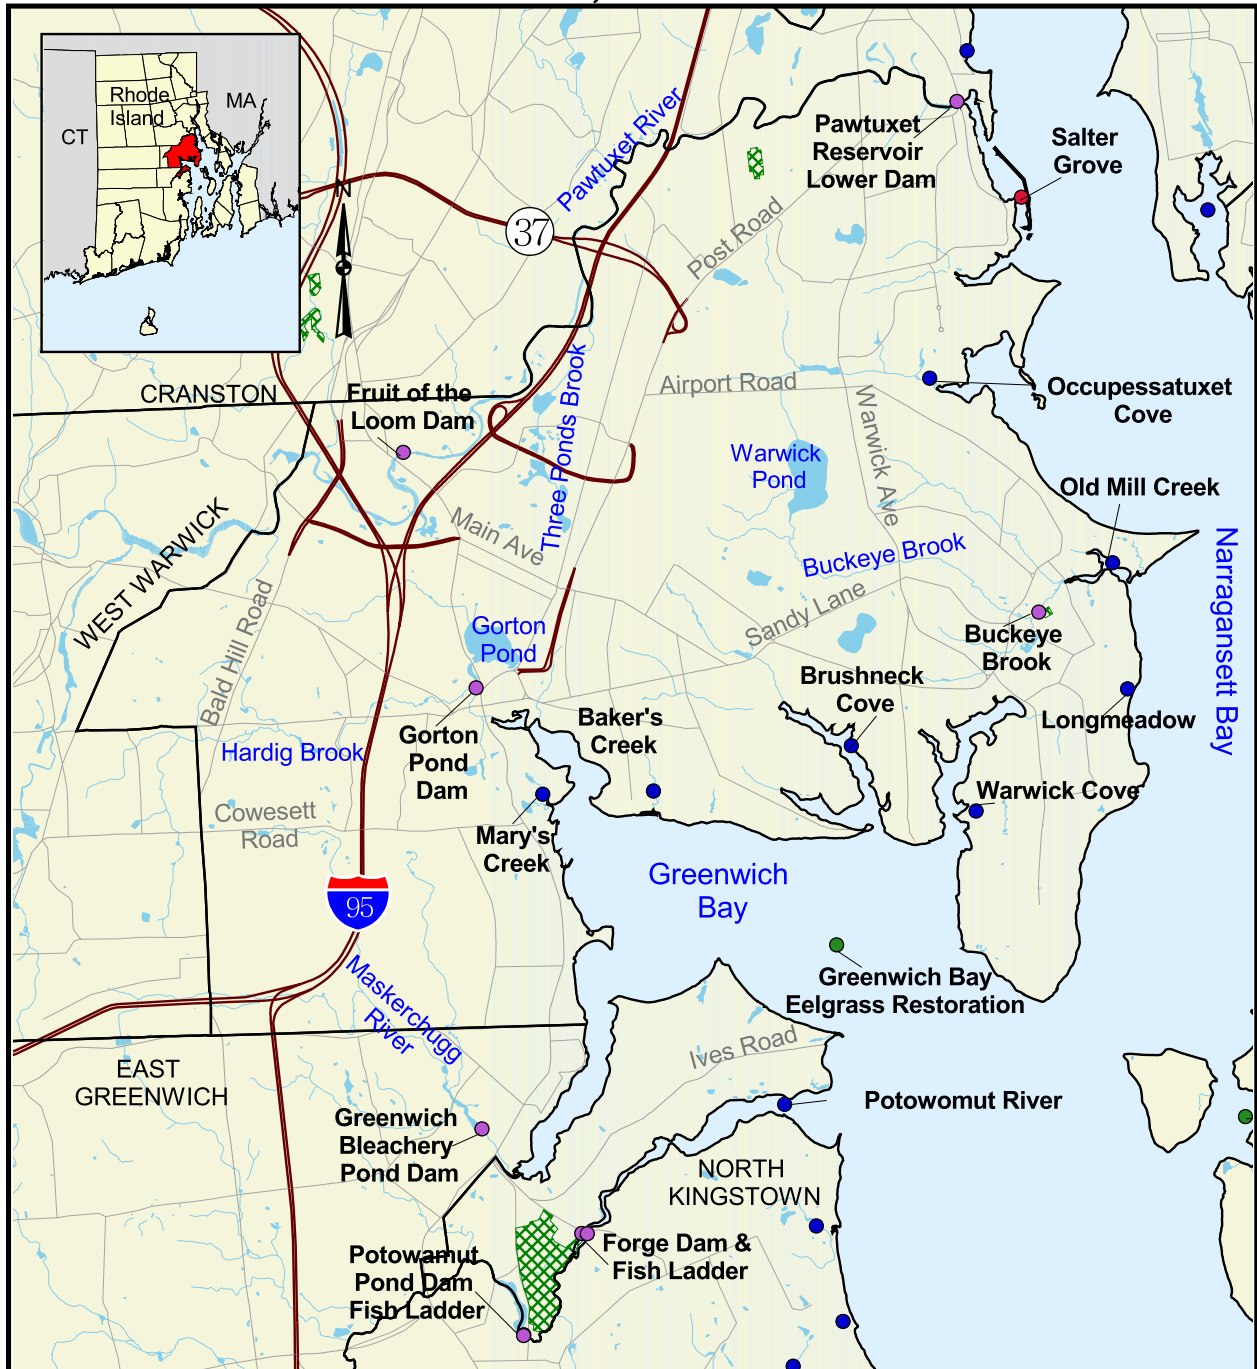 Rhode
Island
MA
CT
N
37
Pawtuxet River
Pawtuxet
Reservoir
Lower Dam
Salter
Grove
Post Road
CRANSTON
Fruit of the
Loom Dam
Three Ponds Brook
Airport Road
Warwick Ave
Occupessatuxet
Cove
Warwick
Pond
Old Mill Creek
Main Ave
WEST WARWICK
Buckeye Brook
Narragansett Bay
Bald Hill Road
Sandy Lane
Gorton
Pond
Buckeye
Brook
Brushneck
Cove
Longmeadow
Baker's
Creek
Gorton
Pond
Dam
Hardig Brook
Warwick Cove
Cowesett
Road
Mary's
Creek
Greenwich
Bay
95
Greenwich Bay
Eelgrass Restoration
Maskerchugg
River
Ives Road
EAST
GREENWICH
Potowomut River
Greenwich
Bleachery
Pond Dam
NORTH
KINGSTOWN
Forge Dam &
Fish Ladder
Potowamut
Pond Dam
Fish Ladder